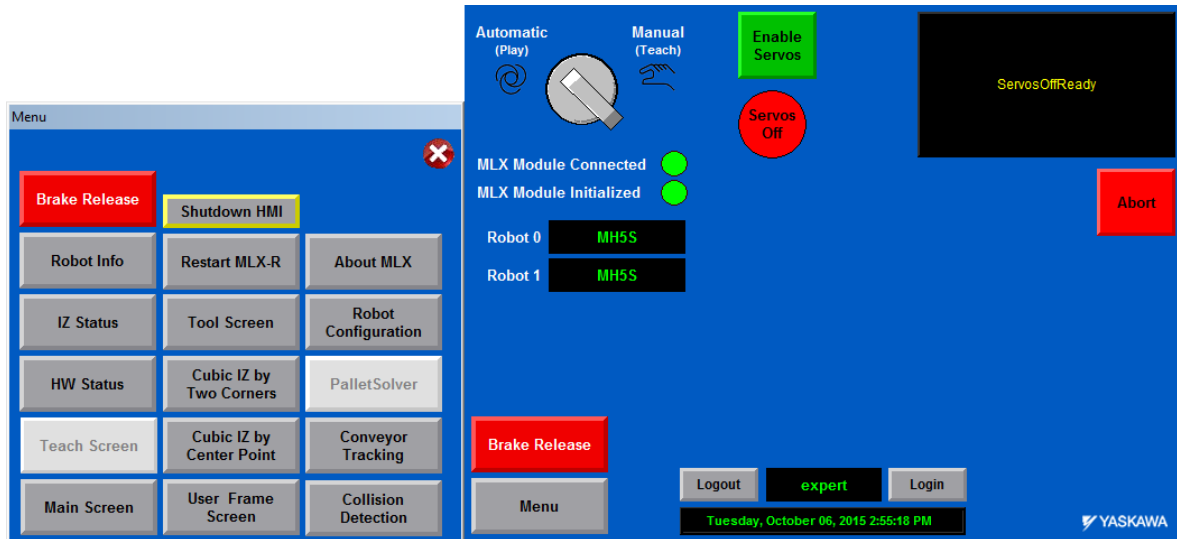 Menu
Brake Release
Shutdown HMI
Robot Info
Restart MLX-R
About MLX
IZ Status
Tool Screen
Robot
Configuration
HW Status
Cubic IZ by
Two Corners
PalletSolver
Teach Screen
Cubic IZ by
Center Point
Conveyor
Tracking
Main Screen
User Frame
Screen
Collision
Detection
Automatic
(Play)
Manual
(Teach)
Enable
Servos
Servos
Off
ServosOffReady
MLX Module Connected
MLX Module Initialized
Abort
Robot 0
MH5S
Robot 1
MH5S
Brake Release
Menu
Logout
expert
Login
Tuesday, October 06, 2015 2:55:18 PM
YASKAWA